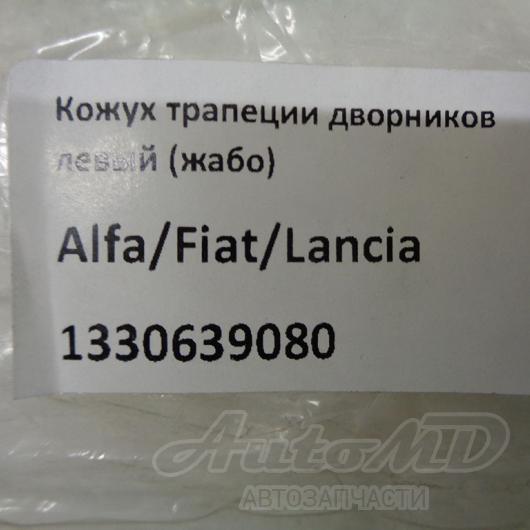 Кожух трапеции дворников
левый (жабо)
Alfa/Fiat/Lancia
1330639080
AutoMD
АВТОЗАПЧАСТИ